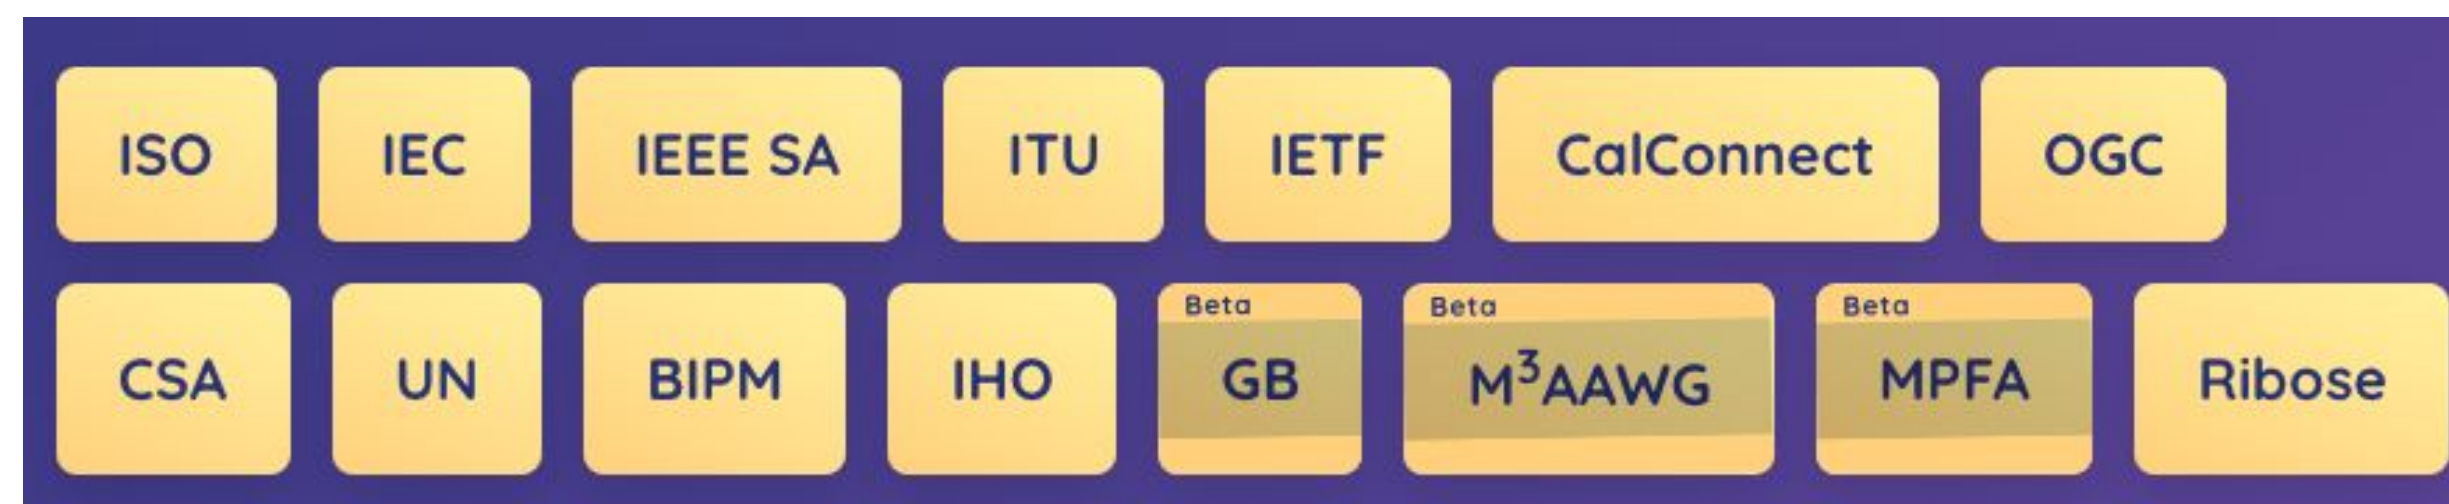 ISO IEC IEEE SA ITU IETF CalConnect OGC
Beta Beta Beta
CSA UN BIPM IHO GB M³AAWG MPFA Ribose